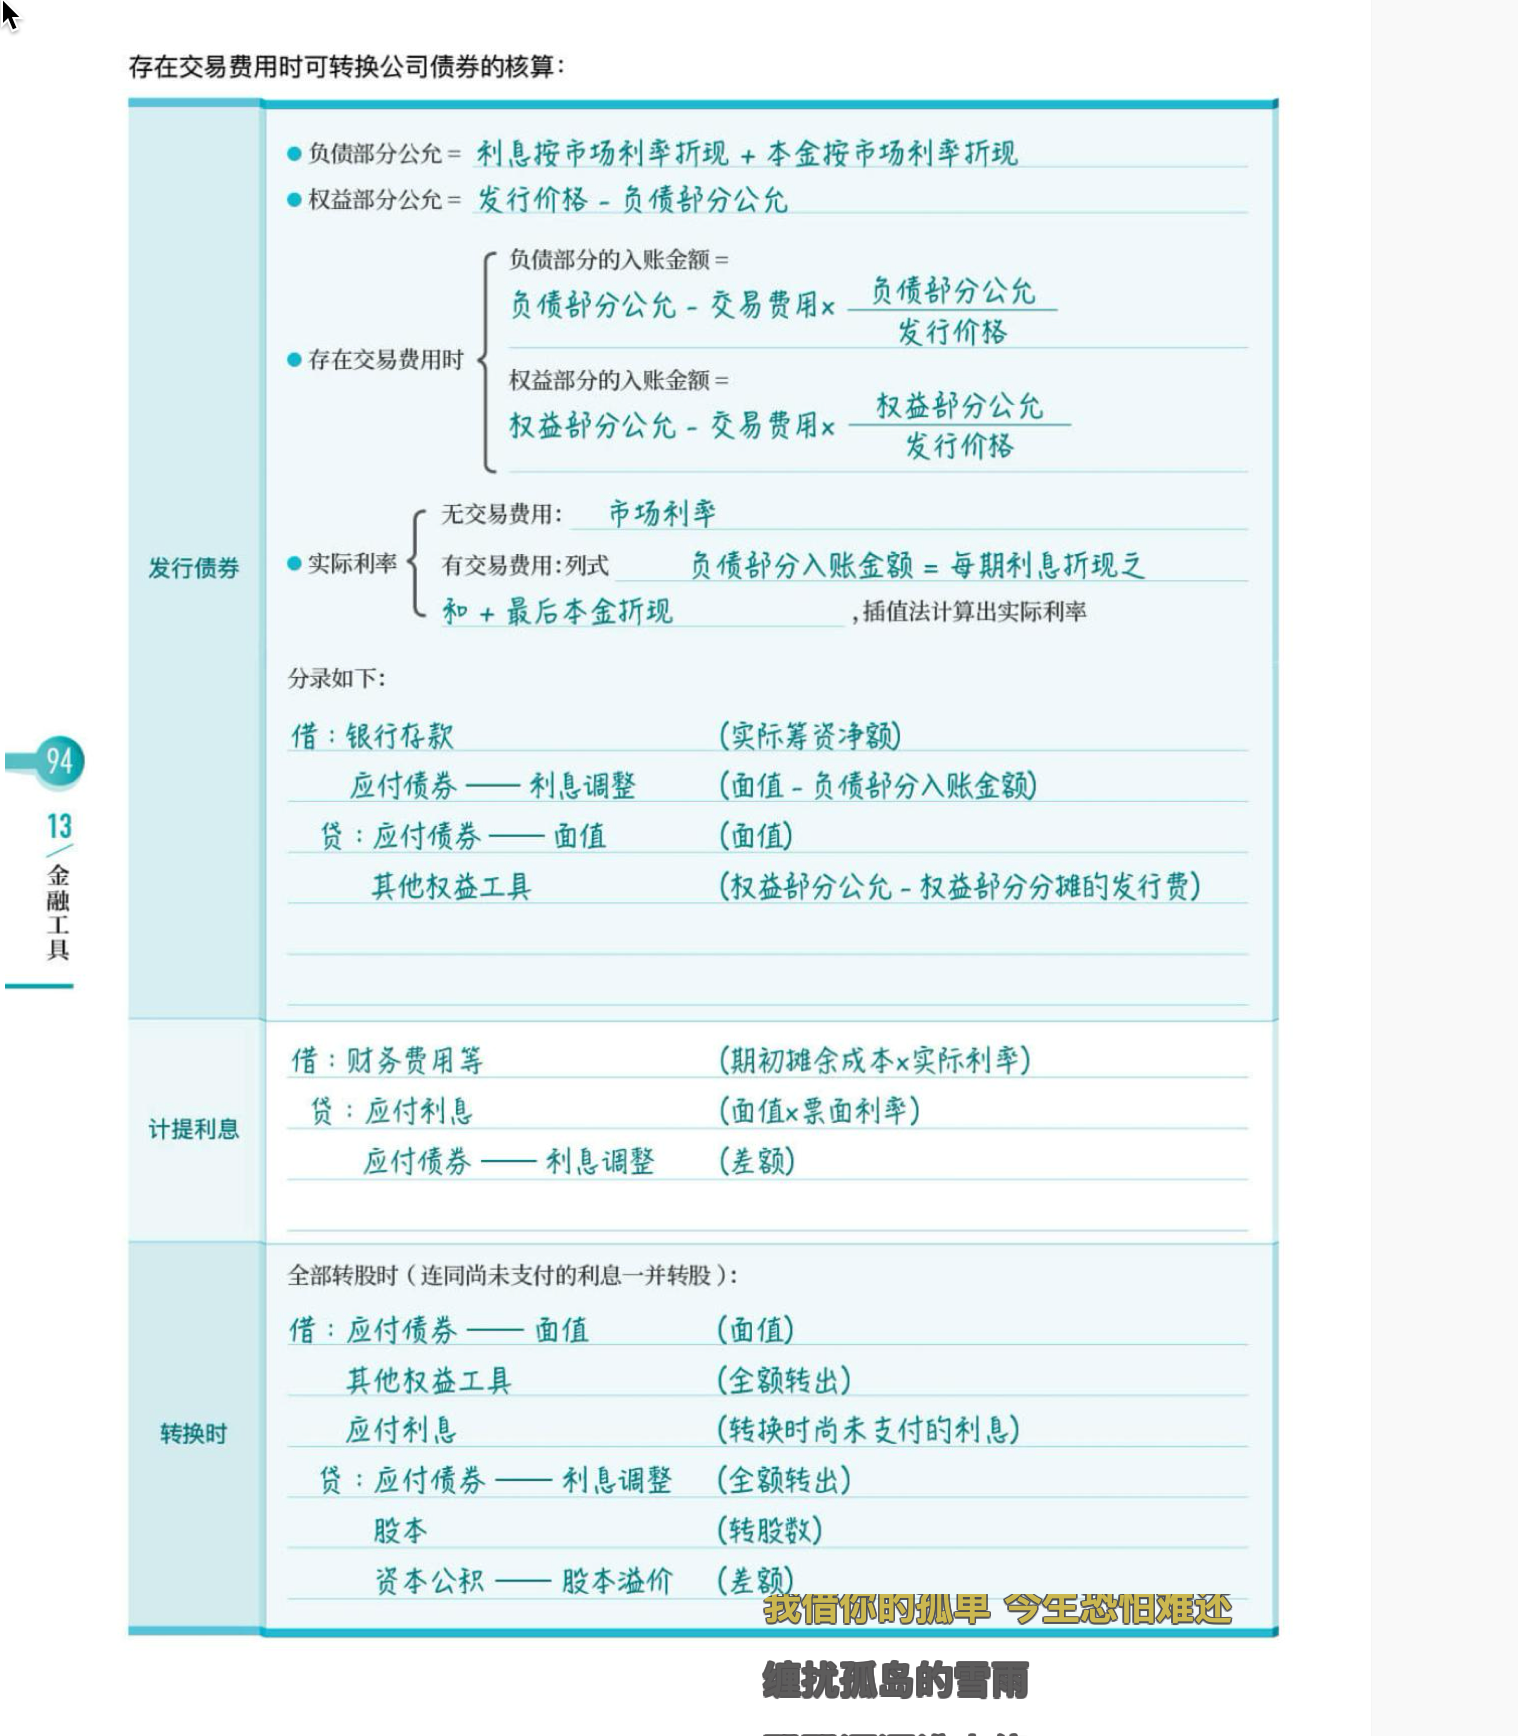 存在交易费用时可转换公司债券的核算：
发行债券
● 负债部分公允 = 利息按市场利率折现 + 本金按市场利率折现
● 权益部分公允 = 发行价格 - 负债部分公允
● 存在交易费用时
负债部分的入账金额 =
负债部分公允 - 交易费用× 负债部分公允
发行价格
权益部分的入账金额 =
权益部分公允 - 交易费用× 权益部分公允
发行价格
● 实际利率
无交易费用： 市场利率
有交易费用：列式 负债部分入账金额 = 每期利息折现之
和 + 最后本金折现 ，插值法计算出实际利率
分录如下：
借：银行存款 （实际筹资净额）
应付债券 —— 利息调整 （面值 - 负债部分入账金额）
贷：应付债券 —— 面值 （面值）
其他权益工具 （权益部分公允 - 权益部分分摊的发行费）
94
13
金融工具
计提利息
借：财务费用等 （期初摊余成本×实际利率）
贷：应付利息 （面值×票面利率）
应付债券 —— 利息调整 （差额）
转换时
全部转股时（连同尚未支付的利息一并转股）：
借：应付债券 —— 面值 （面值）
其他权益工具 （全额转出）
应付利息 （转换时尚未支付的利息）
贷：应付债券 —— 利息调整 （全额转出）
股本 （转股数）
资本公积 —— 股本溢价 （差额）
我借你的孤单 今生恐怕难还
缠扰孤岛的雪雨